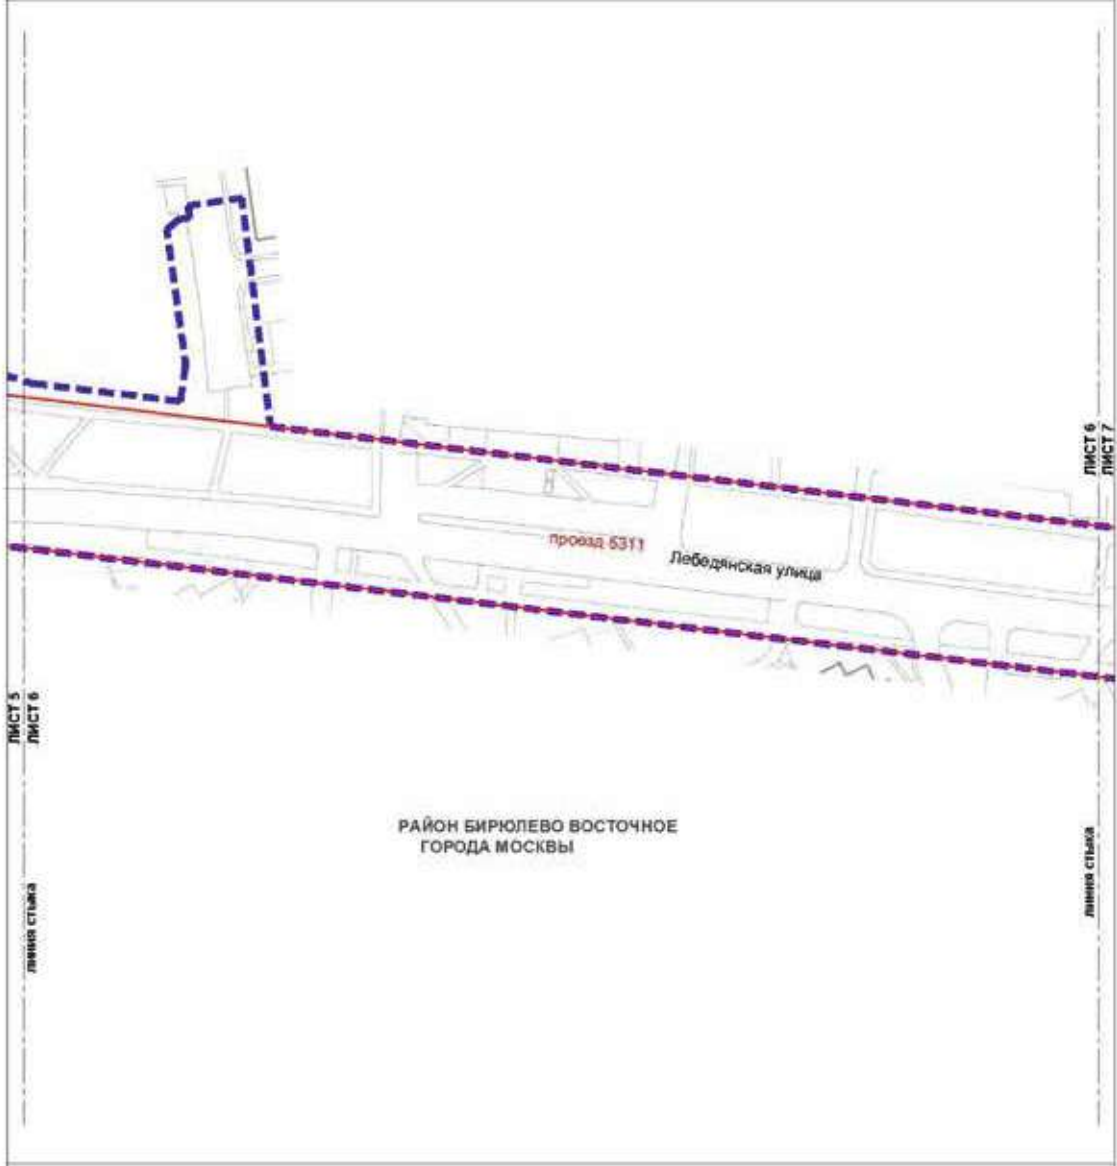 ЛИСТ 6
ЛИСТ 7
проезд 5311
Лебедянская улица
ЛИСТ 5
ЛИСТ 6
РАЙОН БИРЮЛЕВО ВОСТОЧНОЕ
ГОРОДА МОСКВЫ
линия стыка
линия стыка